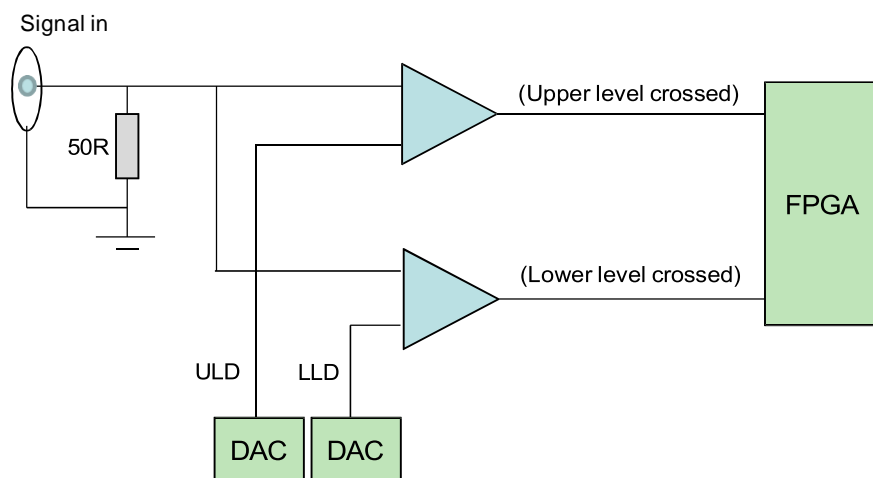 Signal in
(Upper level crossed)
50R
FPGA
(Lower level crossed)
ULD
LLD
DAC
DAC